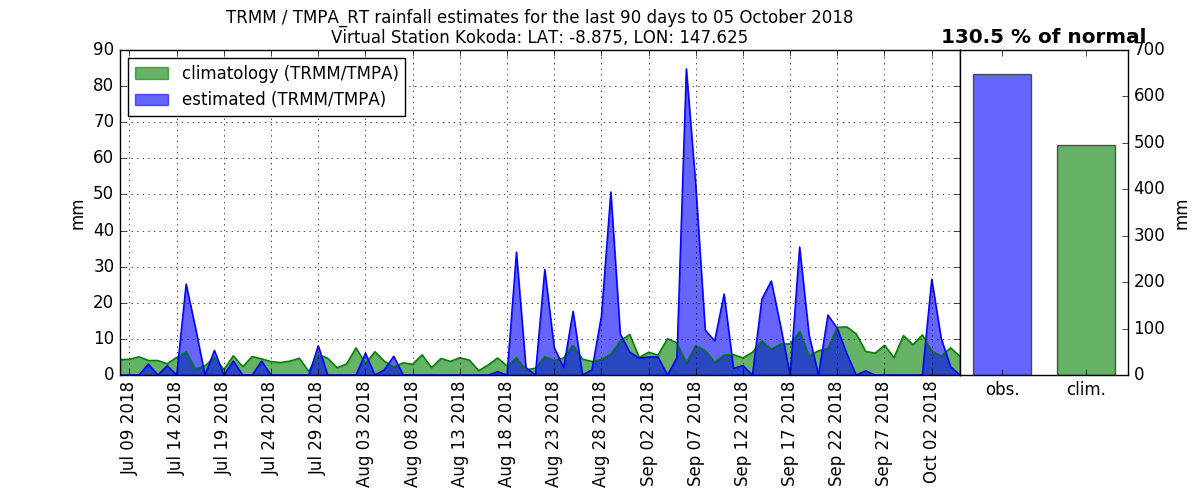 TRMM / TMPA_RT rainfall estimates for the last 90 days to 05 October 2018
Virtual Station Kokoda: LAT: -8.875, LON: 147.625
130.5 % of normal
climatology (TRMM/TMPA)
estimated (TRMM/TMPA)
mm
90
80
70
60
50
40
30
20
10
0
Jul 09 2018
Jul 14 2018
Jul 19 2018
Jul 24 2018
Jul 29 2018
Aug 03 2018
Aug 08 2018
Aug 13 2018
Aug 18 2018
Aug 23 2018
Aug 28 2018
Sep 02 2018
Sep 07 2018
Sep 12 2018
Sep 17 2018
Sep 22 2018
Sep 27 2018
Oct 02 2018
obs.
clim.
700
600
500
400
300
200
100
0
mm